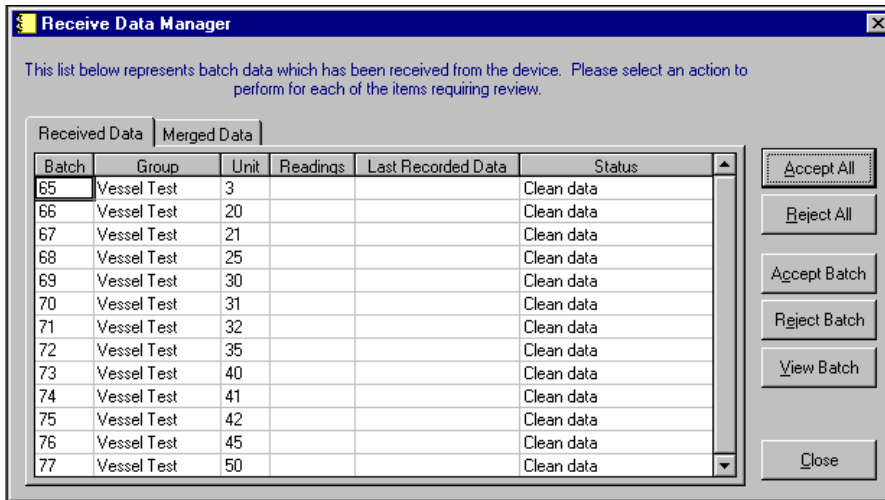 Receive Data Manager
This list below represents batch data which has been received from the device. Please select an action to
perform for each of the items requiring review.
Received Data Merged Data
Batch Group Unit Readings Last Recorded Data Status
65 Vessel Test 3 Clean data
66 Vessel Test 20 Clean data
67 Vessel Test 21 Clean data
68 Vessel Test 25 Clean data
69 Vessel Test 30 Clean data
70 Vessel Test 31 Clean data
71 Vessel Test 32 Clean data
72 Vessel Test 35 Clean data
73 Vessel Test 40 Clean data
74 Vessel Test 41 Clean data
75 Vessel Test 42 Clean data
76 Vessel Test 45 Clean data
77 Vessel Test 50 Clean data
Accept All
Reject All
Accept Batch
Reject Batch
View Batch
Close